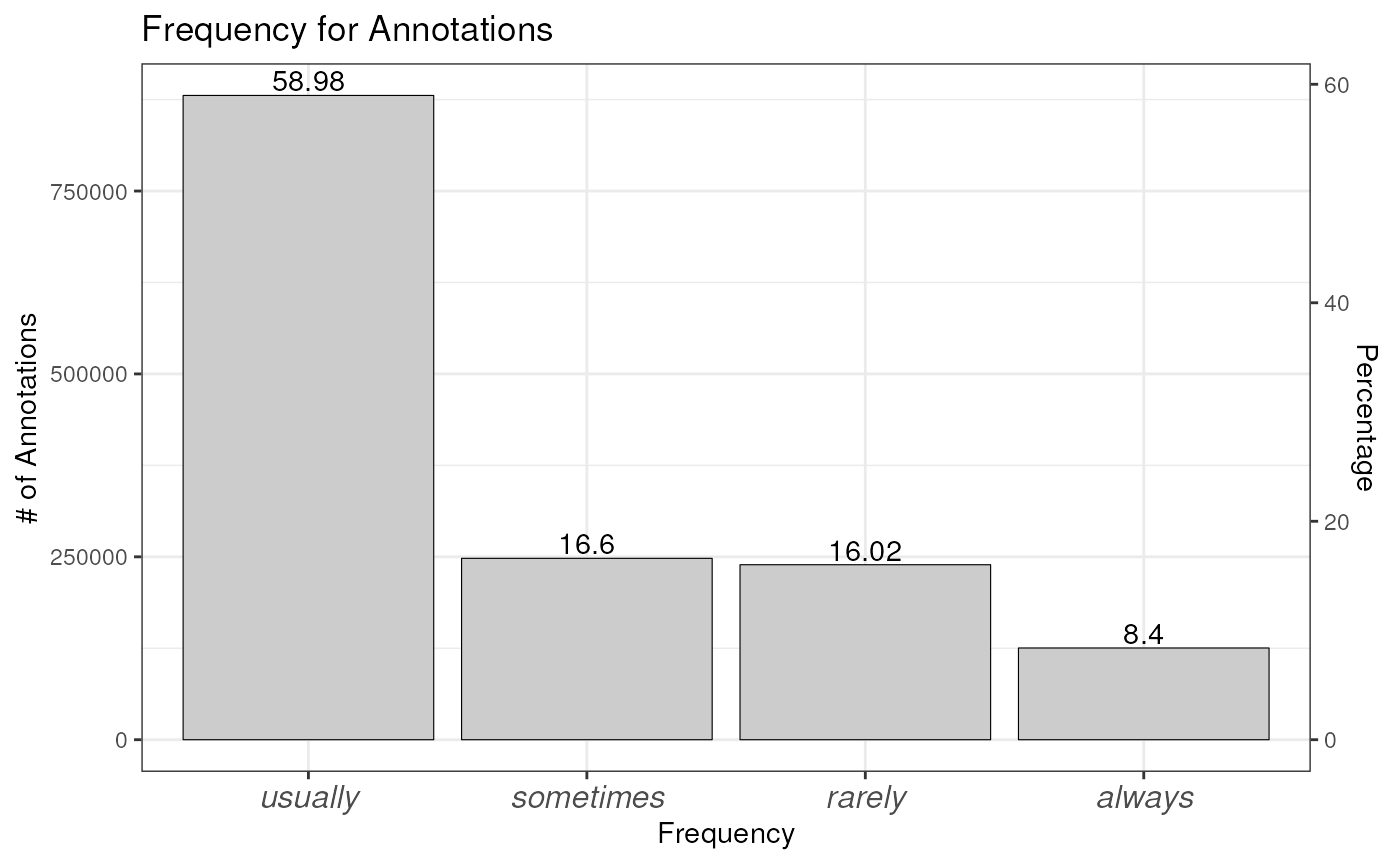 Frequency for Annotations
58.98
60
750000
# of Annotations
40
500000
Percentage
16.6
16.02
20
250000
8.4
0
0
usually
sometimes
rarely
always
Frequency